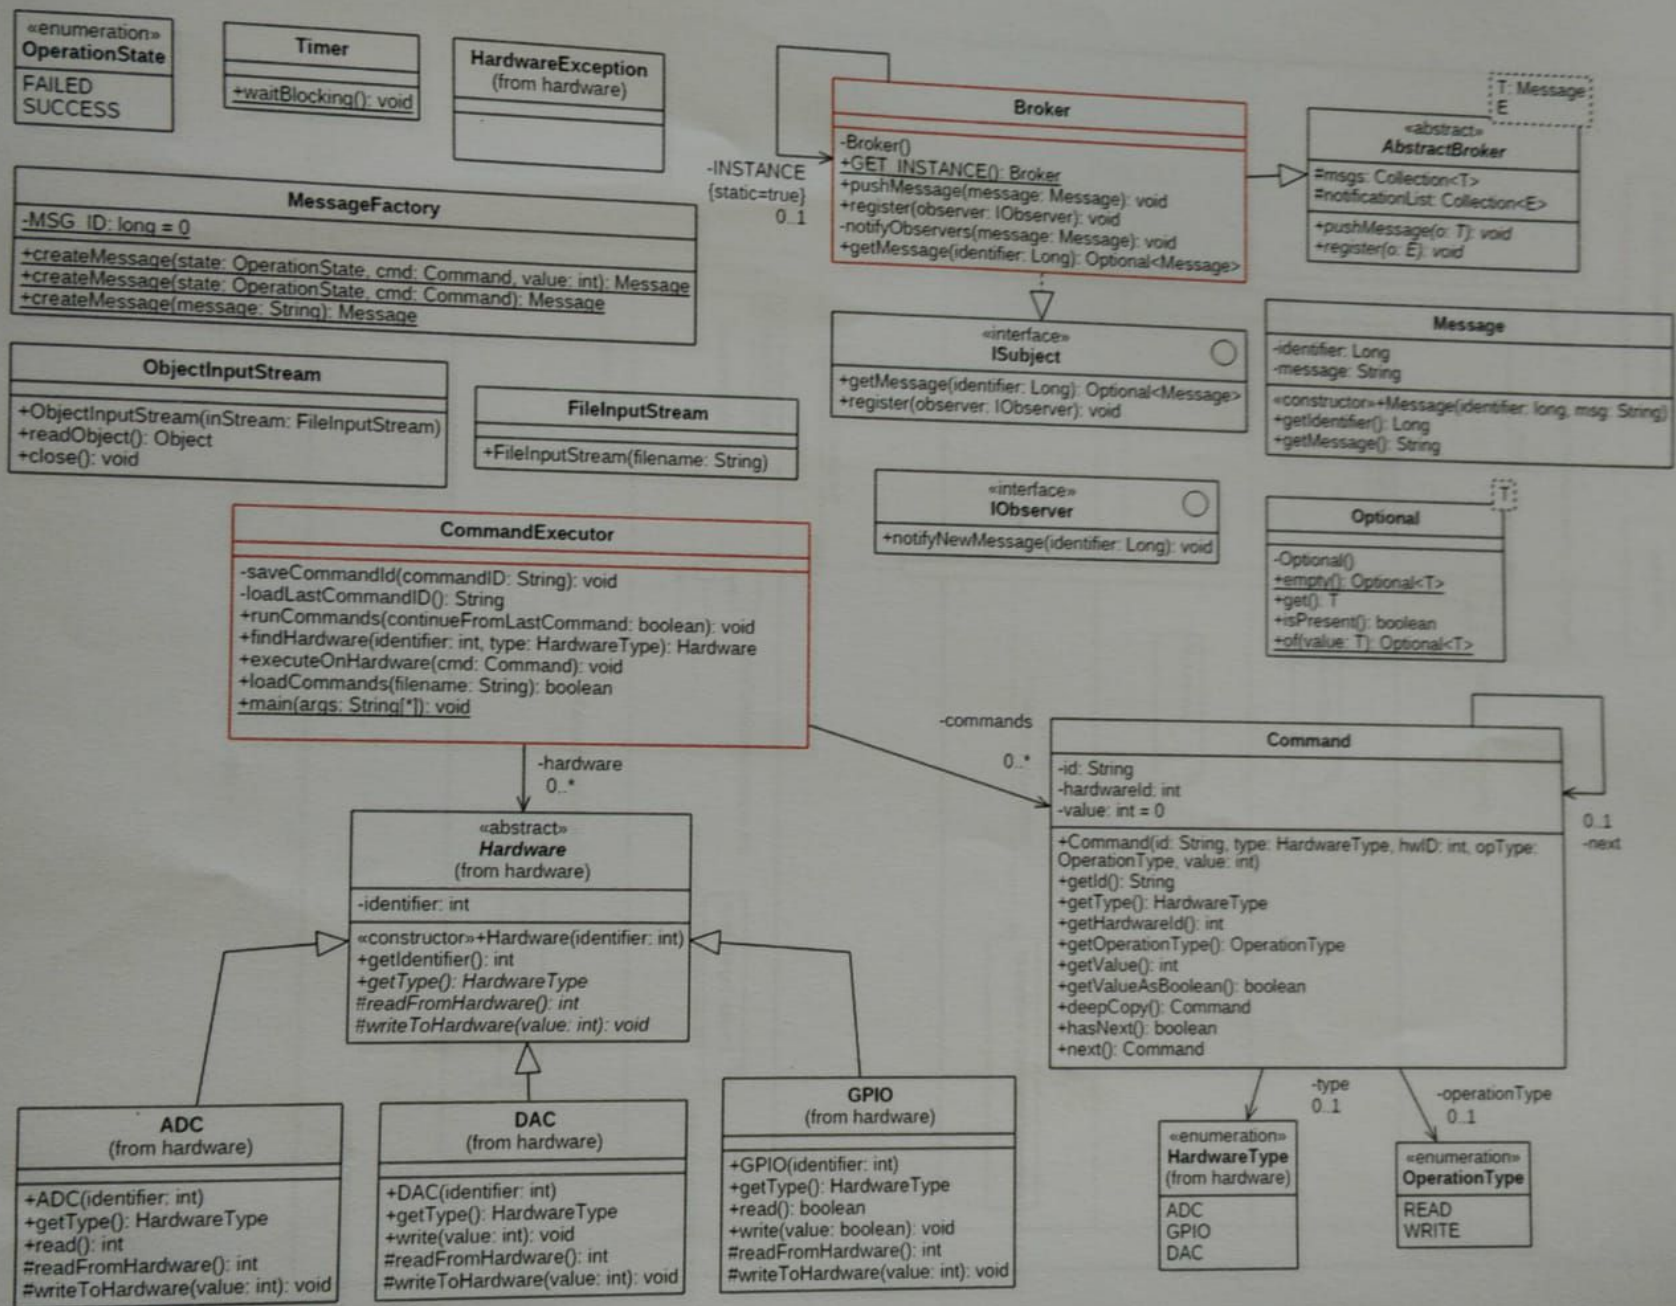 «enumeration»
OperationState
FAILED
SUCCESS
Timer
+waitBlocking(): void
HardwareException
(from hardware)
-INSTANCE
{static=true}
0..1
Broker
-Broker()
+GET_INSTANCE(): Broker
+pushMessage(message: Message): void
+register(observer: IObserver): void
-notifyObservers(message: Message): void
+getMessage(identifier: Long): Optional<Message>
T: Message
E
«abstract»
AbstractBroker
#msgs: Collection<T>
#notificationList: Collection<E>
+pushMessage(o: T): void
+register(o: E): void
MessageFactory
-MSG_ID: long = 0
+createMessage(state: OperationState, cmd: Command, value: int): Message
+createMessage(state: OperationState, cmd: Command): Message
+createMessage(message: String): Message
«interface»
ISubject
+getMessage(identifier: Long): Optional<Message>
+register(observer: IObserver): void
Message
-identifier: Long
-message: String
«constructor»+Message(identifier: long, msg: String)
+getIdentifier(): Long
+getMessage(): String
ObjectInputStream
+ObjectInputStream(inStream: FileInputStream)
+readObject(): Object
+close(): void
FileInputStream
+FileInputStream(filename: String)
«interface»
IObserver
+notifyNewMessage(identifier: Long): void
T
Optional
-Optional()
+empty(): Optional<T>
+get(): T
+isPresent(): boolean
+of(value: T): Optional<T>
CommandExecutor
-saveCommandId(commandID: String): void
-loadLastCommandID(): String
+runCommands(continueFromLastCommand: boolean): void
+findHardware(identifier: int, type: HardwareType): Hardware
+executeOnHardware(cmd: Command): void
+loadCommands(filename: String): boolean
+main(args: String[*]): void
-commands
0..*
-hardware
0..*
Command
-id: String
-hardwareId: int
-value: int = 0
+Command(id: String, type: HardwareType, hwID: int, opType:
OperationType, value: int)
+getId(): String
+getType(): HardwareType
+getHardwareId(): int
+getOperationType(): OperationType
+getValue(): int
+getValueAsBoolean(): boolean
+deepCopy(): Command
+hasNext(): boolean
+next(): Command
0..1
-next
«abstract»
Hardware
(from hardware)
-identifier: int
«constructor»+Hardware(identifier: int)
+getIdentifier(): int
+getType(): HardwareType
#readFromHardware(): int
#writeToHardware(value: int): void
ADC
(from hardware)
+ADC(identifier: int)
+getType(): HardwareType
+read(): int
#readFromHardware(): int
#writeToHardware(value: int): void
DAC
(from hardware)
+DAC(identifier: int)
+getType(): HardwareType
+write(value: int): void
#readFromHardware(): int
#writeToHardware(value: int): void
GPIO
(from hardware)
+GPIO(identifier: int)
+getType(): HardwareType
+read(): boolean
+write(value: boolean): void
#readFromHardware(): int
#writeToHardware(value: int): void
-type
0..1
-operationType
0..1
«enumeration»
HardwareType
(from hardware)
ADC
GPIO
DAC
«enumeration»
OperationType
READ
WRITE